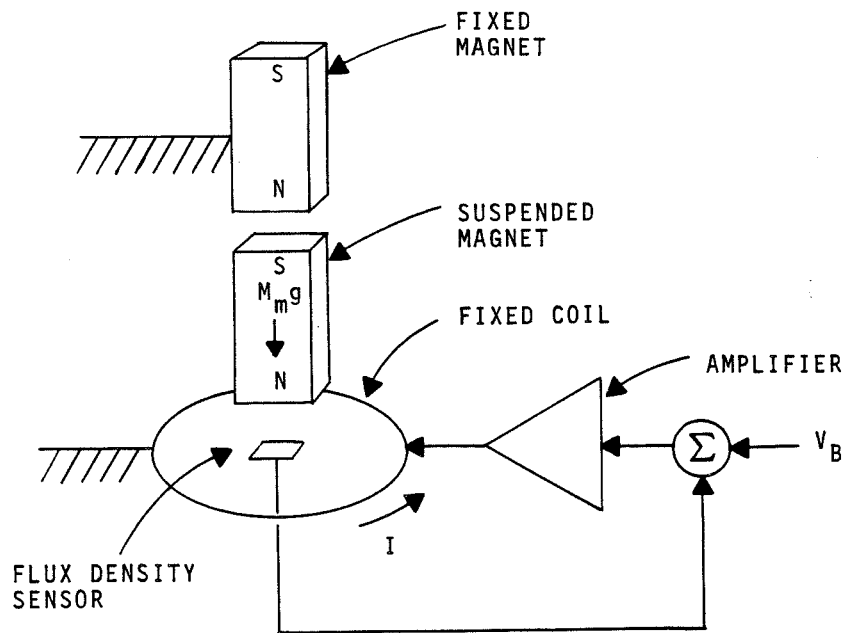 FIXED
MAGNET
S
N
SUSPENDED
MAGNET
S
Mmg
N
FIXED COIL
AMPLIFIER
Σ
VB
I
FLUX DENSITY
SENSOR